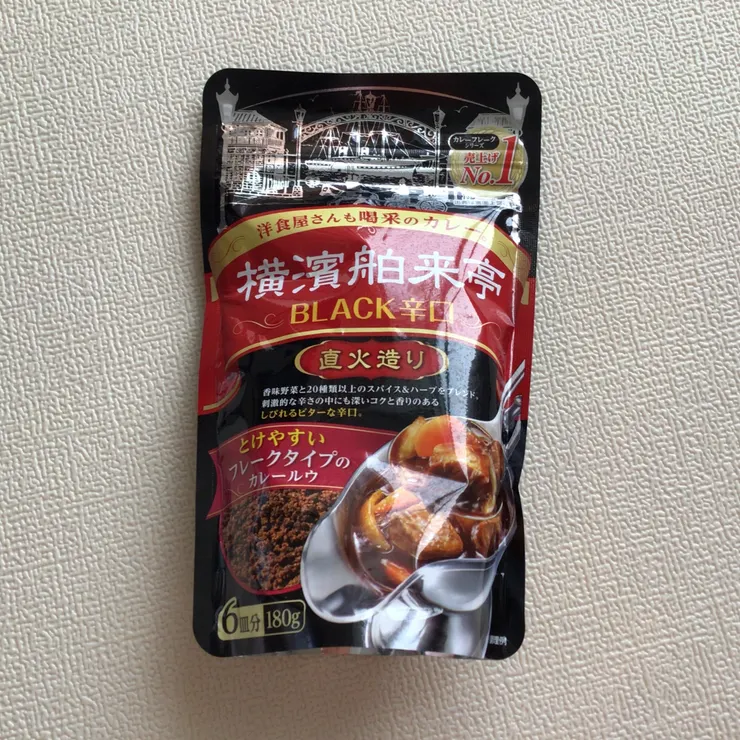 カレーフレーク
シリーズ
売上げ
No.1
洋食屋さんも喝采のカレー
横濱舶来亭
BLACK辛口
直火造り
香味野菜と20種類以上のスパイス&ハーブをブレンド。
刺激的な辛さの中にも深いコクと香りのある
しびれるビターな辛口。
とけやすい
フレークタイプの
カレールウ
6皿分 180g
調理例